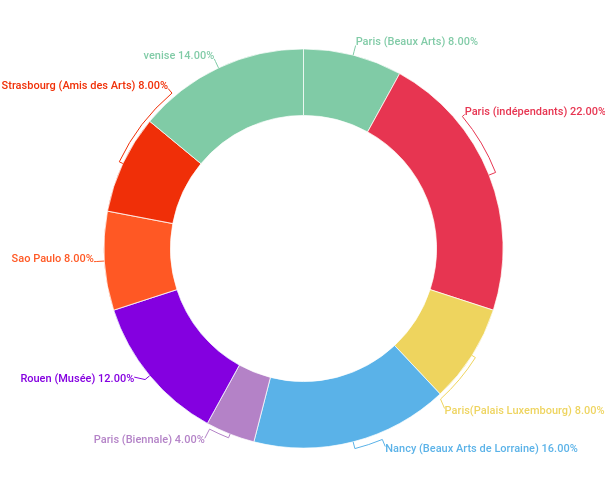 Paris (Beaux Arts) 8.00%
venise 14.00%
Strasbourg (Amis des Arts) 8.00%
Paris (indépendants) 22.00%
Sao Paulo 8.00%
Rouen (Musée) 12.00%
Paris(Palais Luxembourg) 8.00%
Paris (Biennale) 4.00%
Nancy (Beaux Arts de Lorraine) 16.00%